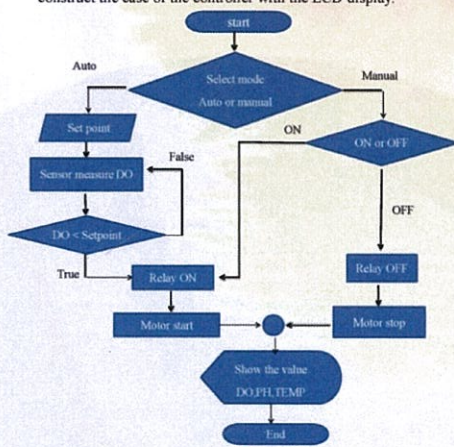 construct the case of the controller with the LCD display.
start
Auto
Manual
Select mode
Auto or manual
Set point
ON
ON or OFF
False
Sensor measure DO
OFF
DO < Setpoint
True
Relay ON
Relay OFF
Motor start
Motor stop
Show the value
DO,PH,TEMP
End